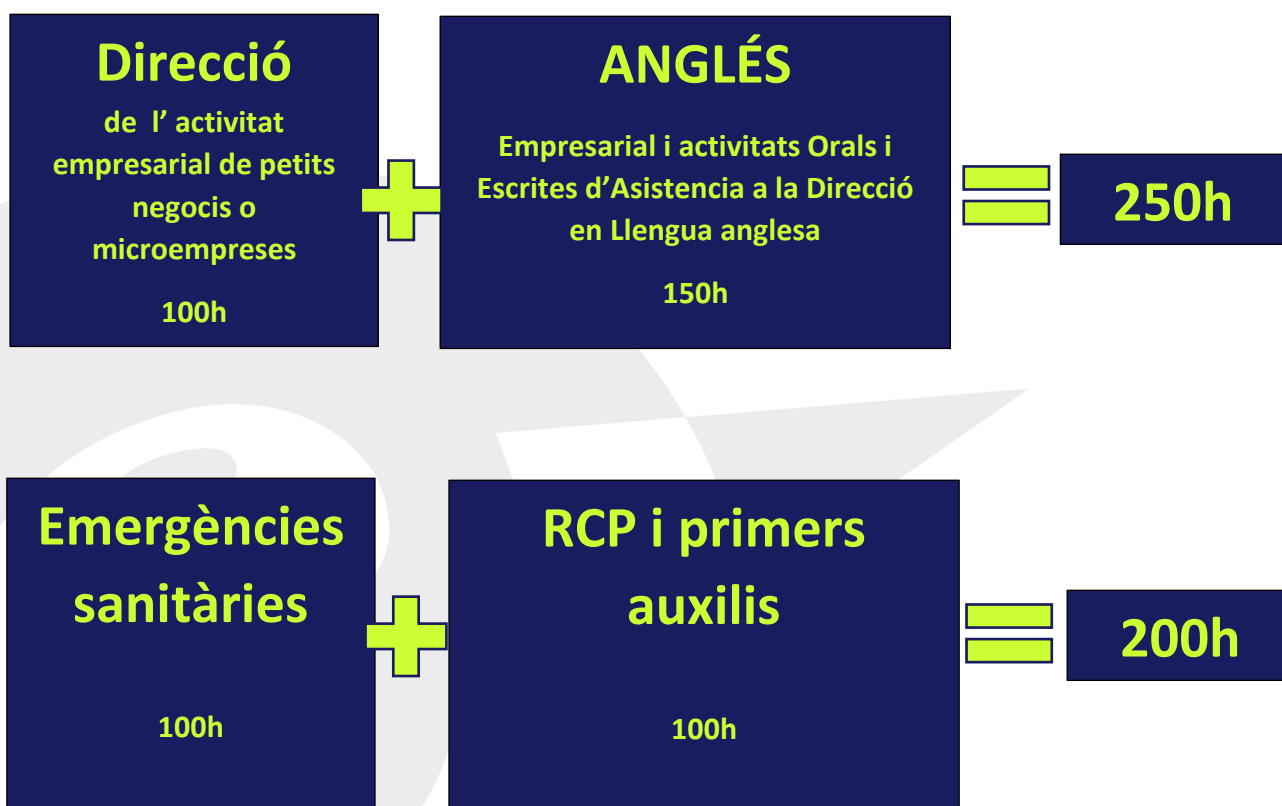 Direcció
de l’ activitat
empresarial de petits
negocis o
microempreses
100h
ANGLÉS
Empresarial i activitats Orals i
Escrites d’Asistencia a la Direcció
en Llengua anglesa
150h
250h
Emergències
sanitàries
100h
RCP i primers
auxilis
100h
200h